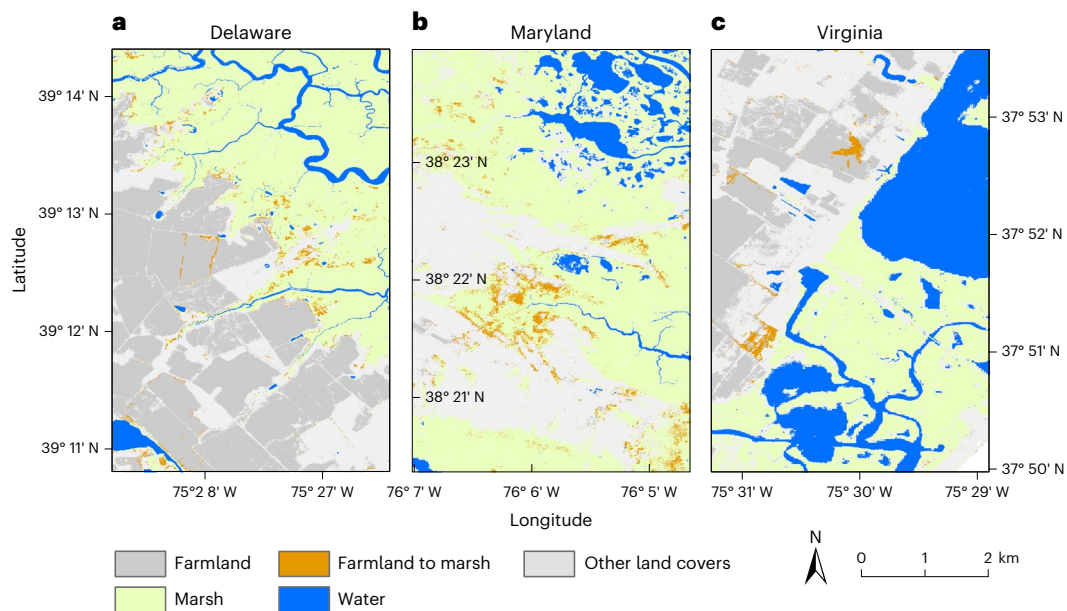 a Delaware
b Maryland
c Virginia
39° 14' N
39° 13' N
39° 12' N
39° 11' N
Latitude
38° 23' N
38° 22' N
38° 21' N
37° 53' N
37° 52' N
37° 51' N
37° 50' N
75° 2 8' W
75° 27' W
76° 7' W
76° 6' W
76° 5' W
75° 31' W
75° 30' W
75° 29' W
Longitude
Farmland
Farmland to marsh
Other land covers
Marsh
Water
N
0 1 2 km